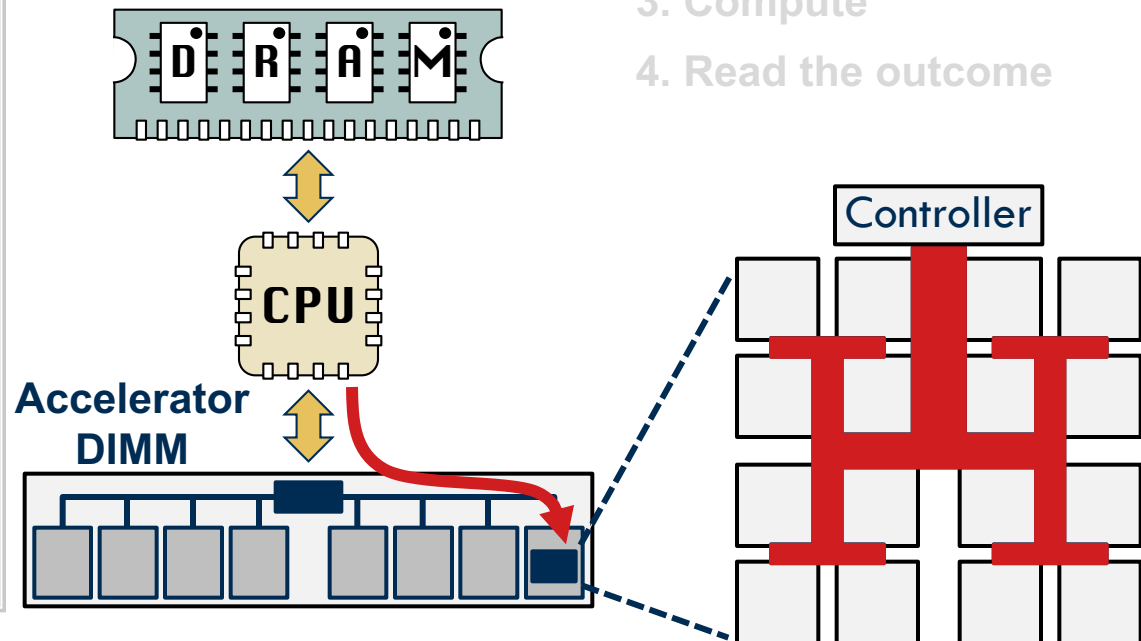 3. Compute
4. Read the outcome
D R A M
Controller
CPU
Accelerator
DIMM